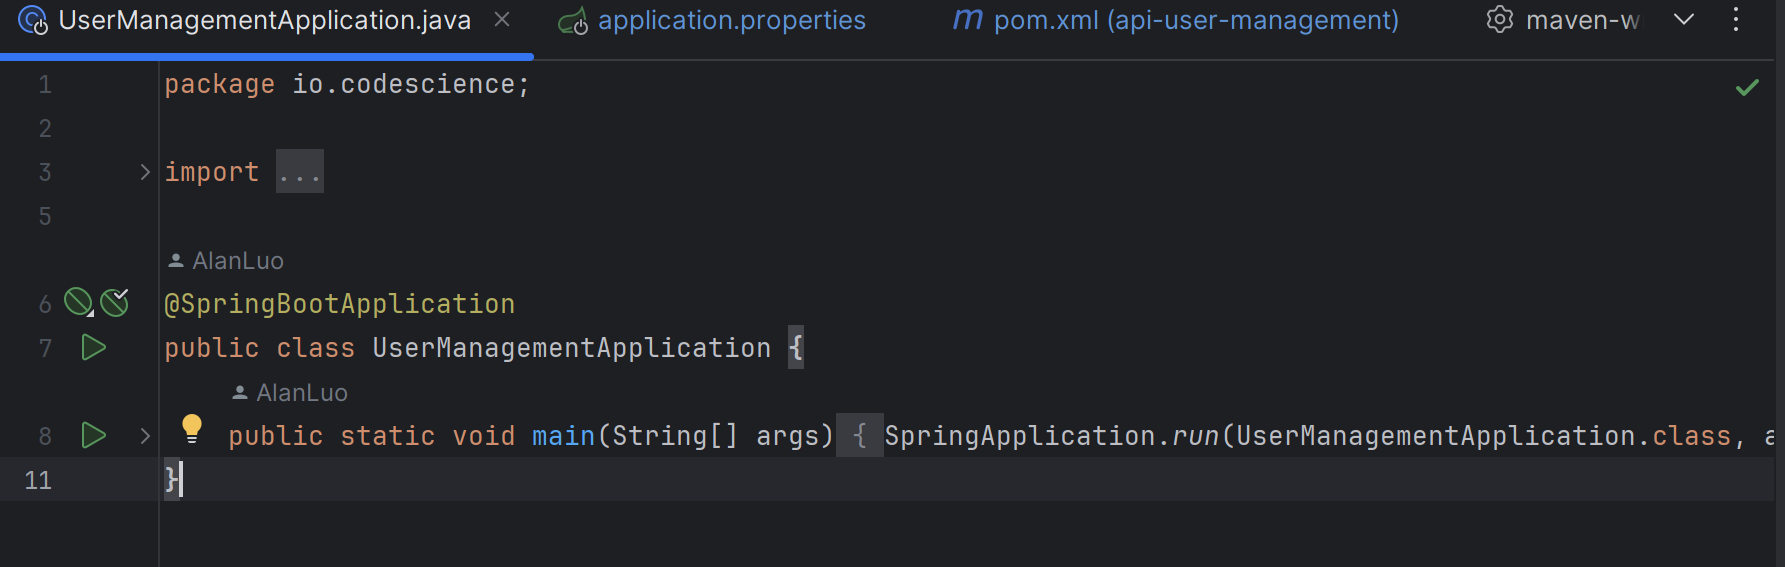 UserManagementApplication.java application.properties m pom.xml (api-user-management) maven-w
1 package io.codescience;
2
3 import ...
5
AlanLuo
6 @SpringBootApplication
7 public class UserManagementApplication {
AlanLuo
8 public static void main(String[] args) { SpringApplication.run(UserManagementApplication.class, a
11 }